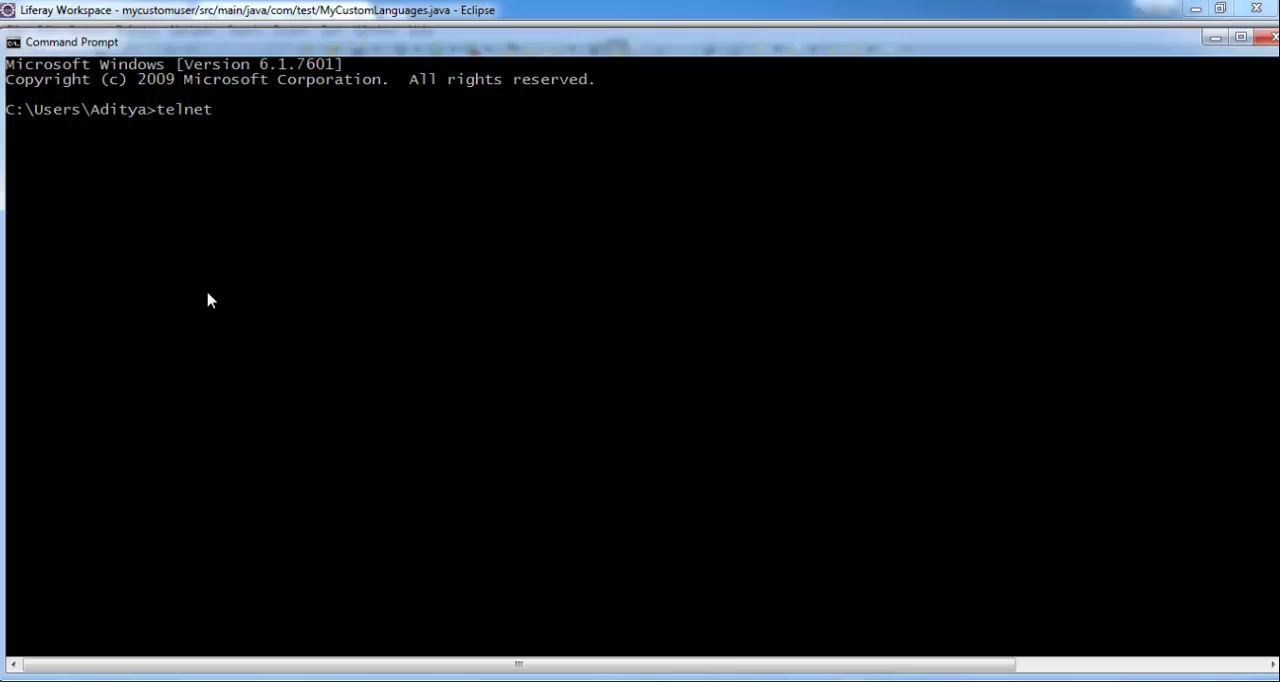 Liferay Workspace - mycustomuser/src/main/java/com/test/MyCustomLanguages.java - Eclipse
Command Prompt
Microsoft Windows [Version 6.1.7601]
Copyright (c) 2009 Microsoft Corporation.  All rights reserved.
C:\Users\Aditya>telnet